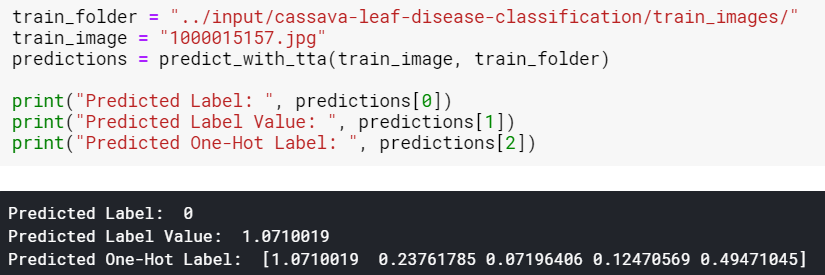 train_folder = "../input/cassava-leaf-disease-classification/train_images/"
train_image = "1000015157.jpg"
predictions = predict_with_tta(train_image, train_folder)
print("Predicted Label: ", predictions[0])
print("Predicted Label Value: ", predictions[1])
print("Predicted One-Hot Label: ", predictions[2])
Predicted Label:  0
Predicted Label Value:  1.0710019
Predicted One-Hot Label:  [1.0710019  0.23761785 0.07196406 0.12470569 0.49471045]